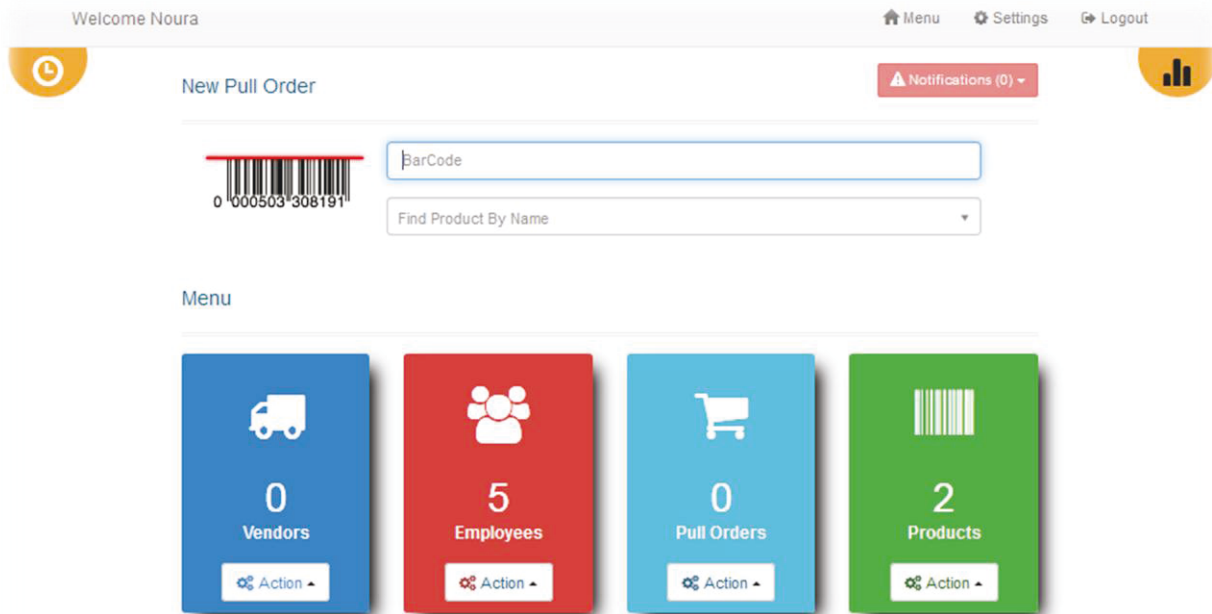 Welcome Noura Menu Settings Logout
New Pull Order Notifications (0)
BarCode
0 000503 308191
Find Product By Name
Menu
0 5 0 2
Vendors Employees Pull Orders Products
Action Action Action Action